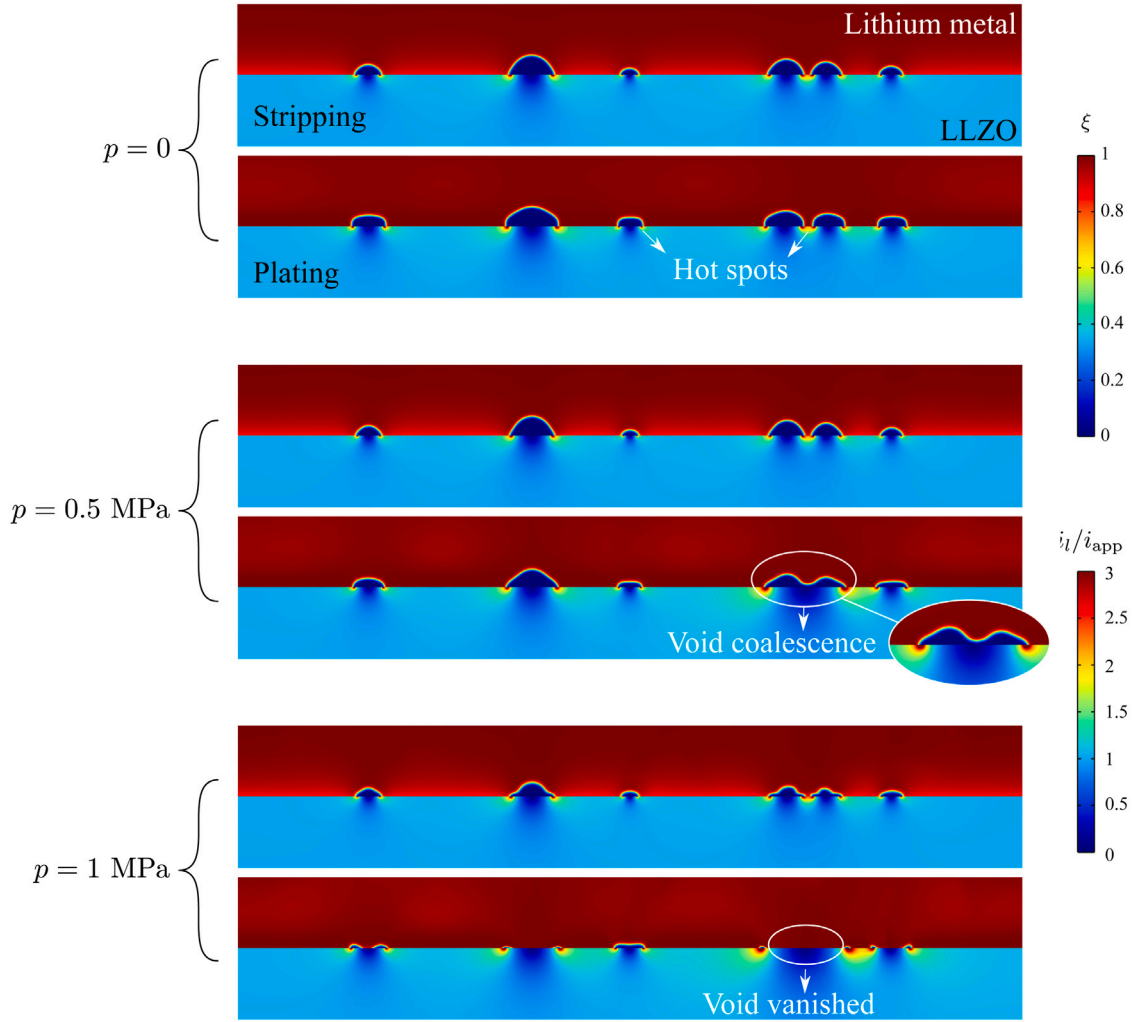 Lithium metal
Stripping
LLZO
p = 0
Plating
Hot spots
ξ
1
0.8
0.6
0.4
0.2
0
p = 0.5 MPa
Void coalescence
i_l/i_app
3
2.5
2
1.5
1
0.5
0
p = 1 MPa
Void vanished